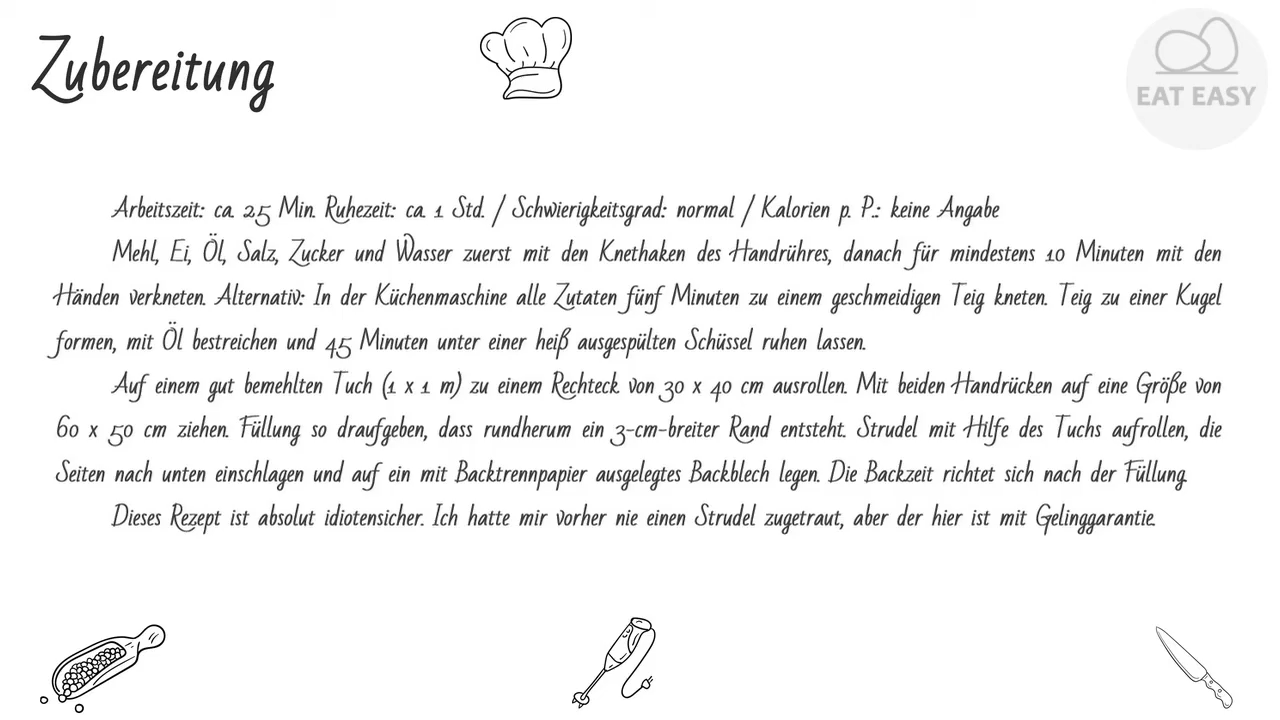 Zubereitung
EAT EASY
Arbeitszeit: ca. 25 Min. Ruhezeit: ca. 1 Std. / Schwierigkeitsgrad: normal / Kalorien p. P.: keine Angabe
Mehl, Ei, Öl, Salz, Zucker und Wasser zuerst mit den Knethaken des Handrühres, danach für mindestens 10 Minuten mit den
Händen verkneten. Alternativ: In der Küchenmaschine alle Zutaten fünf Minuten zu einem geschmeidigen Teig kneten. Teig zu einer Kugel
formen, mit Öl bestreichen und 45 Minuten unter einer heiß ausgespülten Schüssel ruhen lassen.
Auf einem gut bemehlten Tuch (1 x 1 m) zu einem Rechteck von 30 x 40 cm ausrollen. Mit beiden Handrücken auf eine Größe von
60 x 50 cm ziehen. Füllung so draufgeben, dass rundherum ein 3-cm-breiter Rand entsteht. Strudel mit Hilfe des Tuchs aufrollen, die
Seiten nach unten einschlagen und auf ein mit Backtrennpapier ausgelegtes Backblech legen. Die Backzeit richtet sich nach der Füllung.
Dieses Rezept ist absolut idiotensicher. Ich hatte mir vorher nie einen Strudel zugetraut, aber der hier ist mit Gelinggarantie.